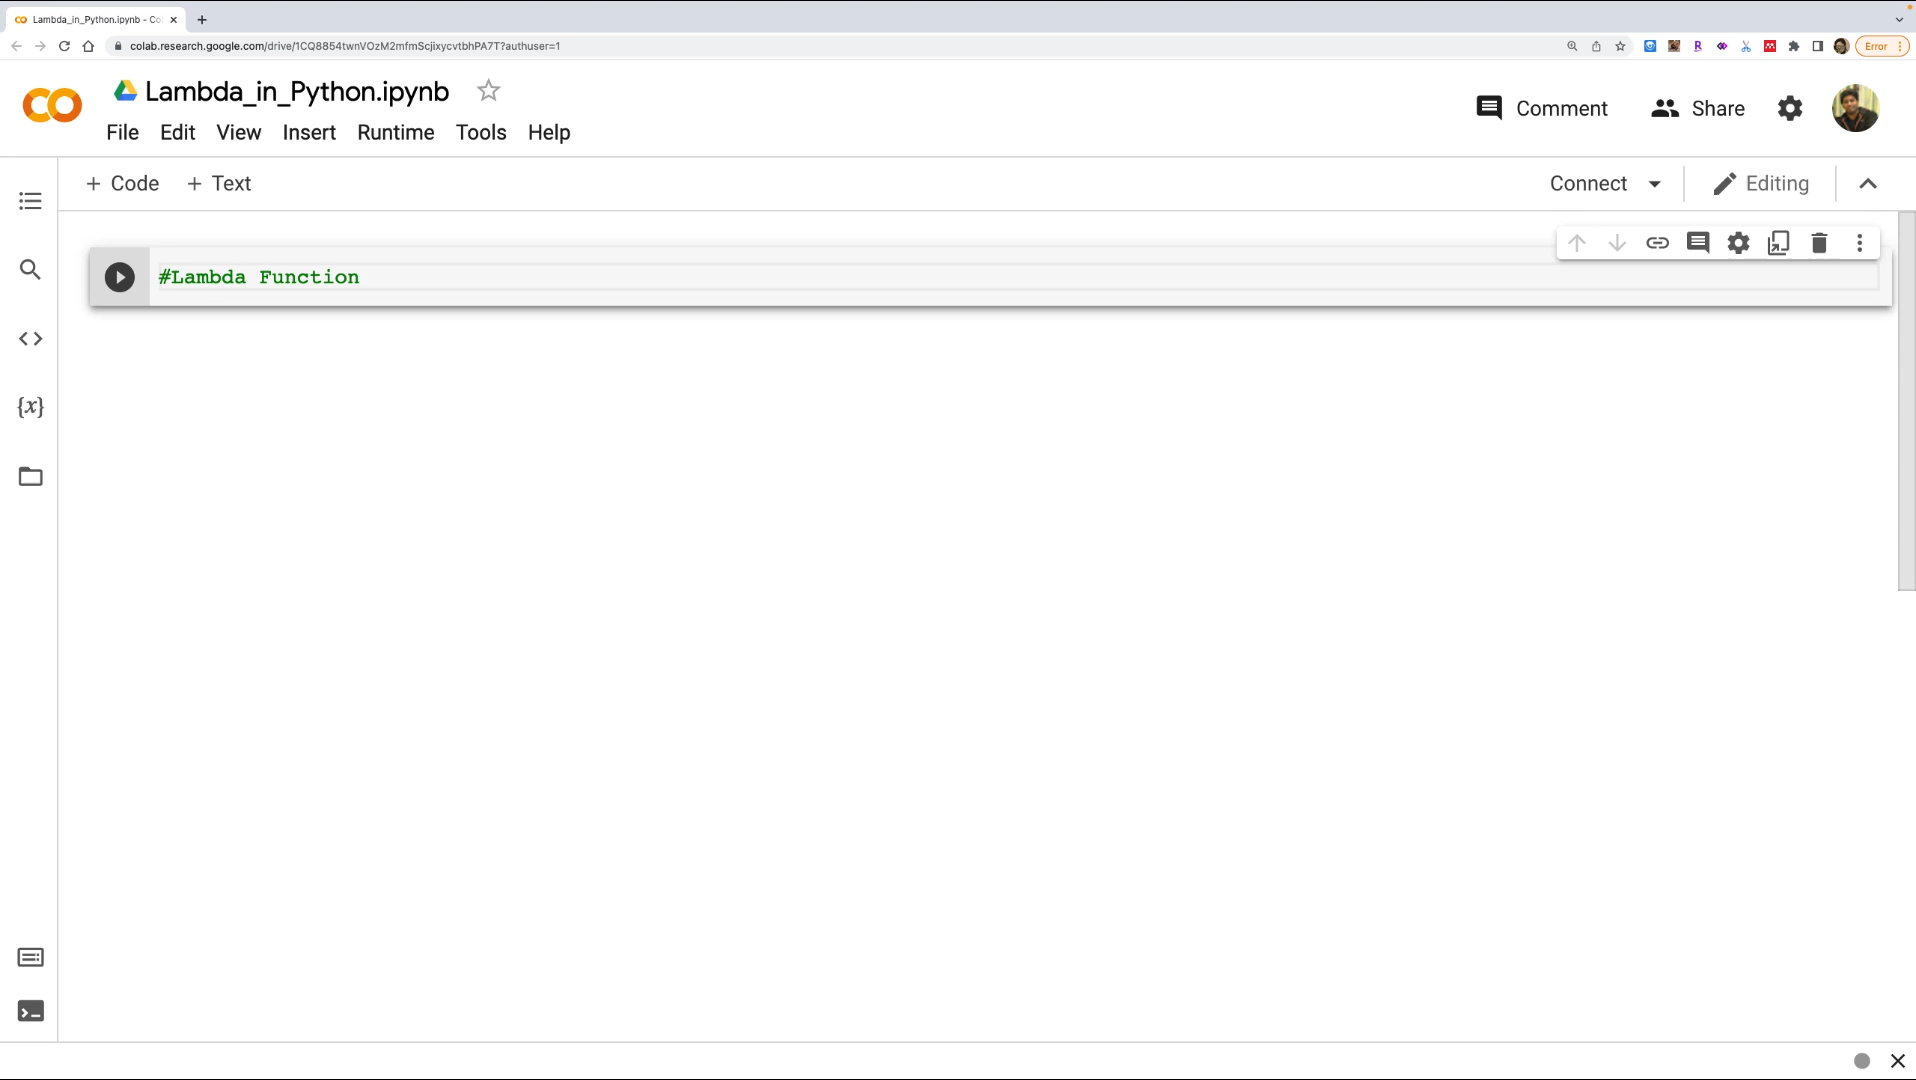 Lambda_in_Python.ipynb - Co
colab.research.google.com/drive/1CQ8854twnVOzM2mfmScjixycvtbhPA7T?authuser=1
Error
Lambda_in_Python.ipynb
File Edit View Insert Runtime Tools Help
Comment
Share
+ Code + Text
Connect
Editing
#Lambda Function
{x}